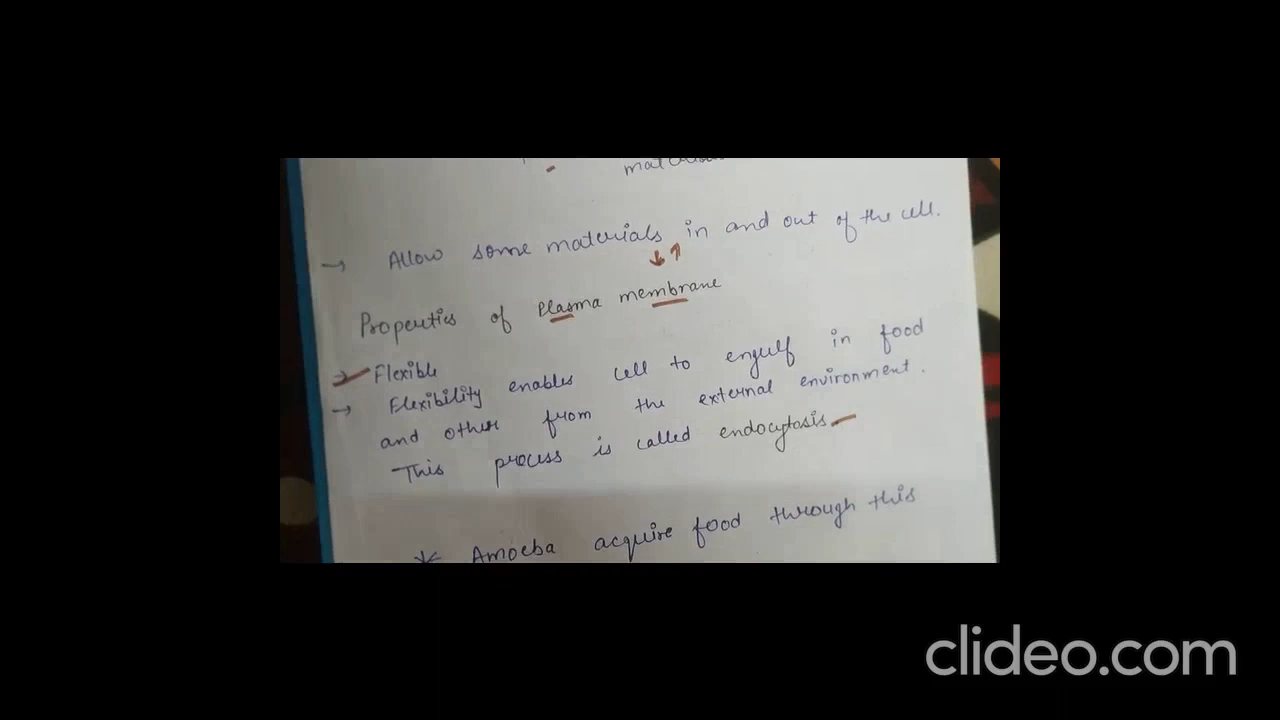 → Allow some materials in and out of the cell.
Properties of Plasma membrane
→ Flexible
→ Flexibility enables cell to engulf in food
and other from the external environment.
This process is called endocytosis
* Amoeba acquire food through this
clideo.com